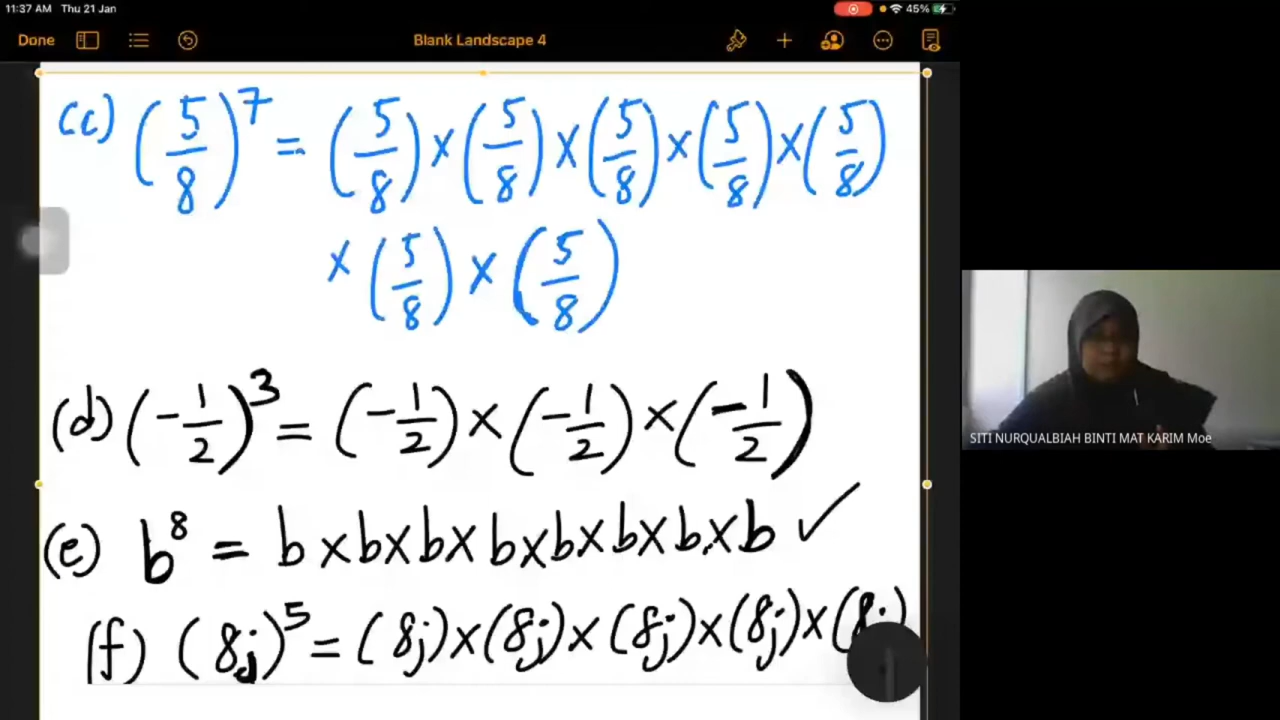 11:37 AM Thu 21 Jan 45%
Done Blank Landscape 4
(c) (5/8)^7 = (5/8) × (5/8) × (5/8) × (5/8) × (5/8)
× (5/8) × (5/8)
(d) (-1/2)^3 = (-1/2) × (-1/2) × (-1/2)
(e) b^8 = b × b × b × b × b × b × b × b ✓
(f) (8j)^5 = (8j) × (8j) × (8j) × (8j) × (8j)
SITI NURQUALBIAH BINTI MAT KARIM Moe